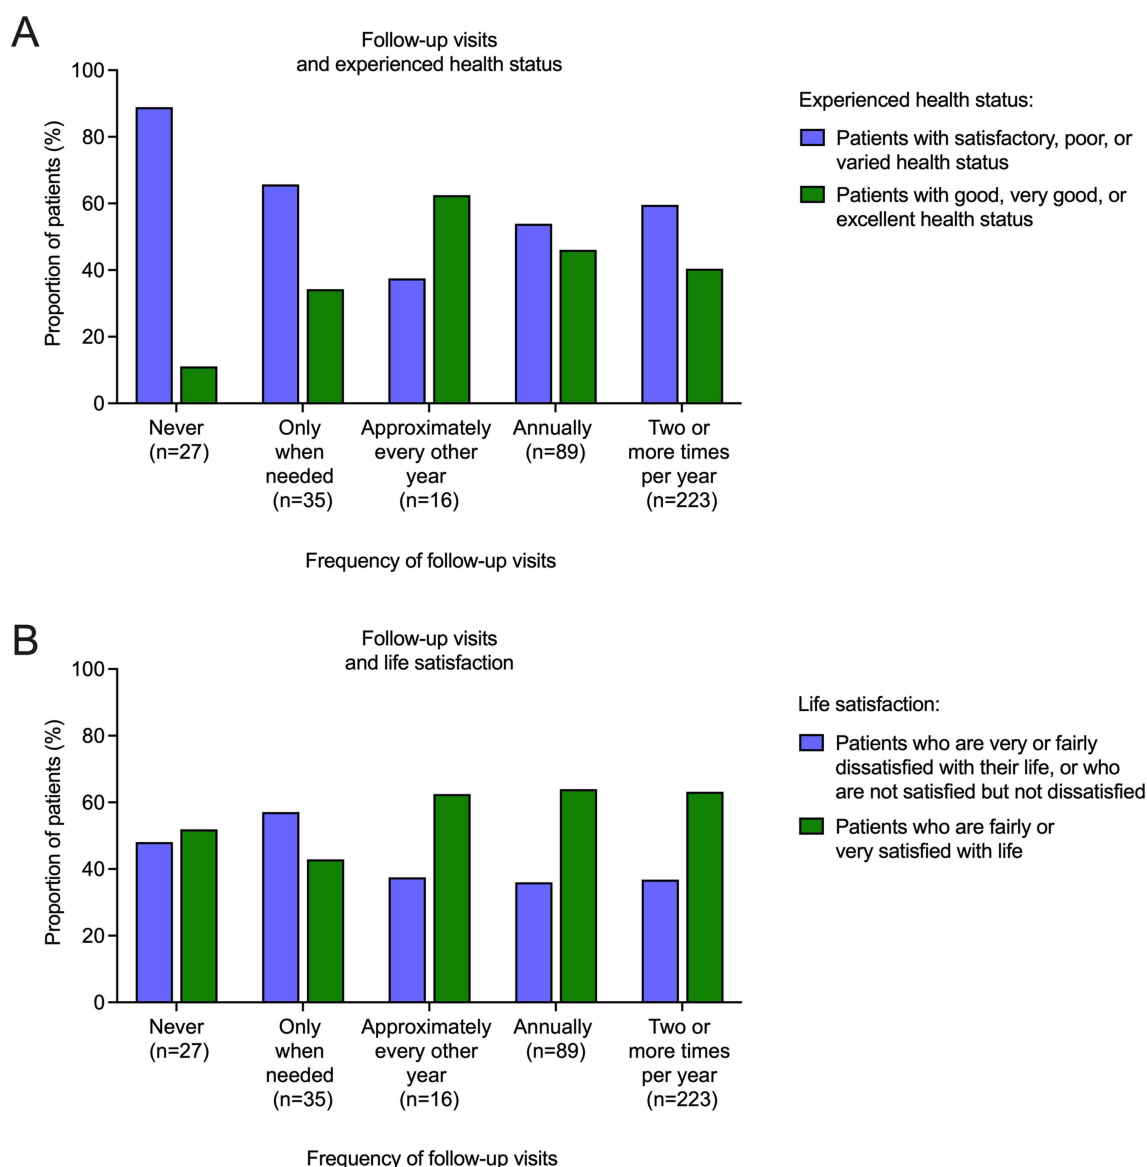 A
Follow-up visits
and experienced health status
Proportion of patients (%)
100
80
60
40
20
0
Never
(n=27)
Only
when
needed
(n=35)
Approximately
every other
year
(n=16)
Annually
(n=89)
Two or
more times
per year
(n=223)
Frequency of follow-up visits
Experienced health status:
Patients with satisfactory, poor, or
varied health status
Patients with good, very good, or
excellent health status
B
Follow-up visits
and life satisfaction
Proportion of patients (%)
100
80
60
40
20
0
Never
(n=27)
Only
when
needed
(n=35)
Approximately
every other
year
(n=16)
Annually
(n=89)
Two or
more times
per year
(n=223)
Frequency of follow-up visits
Life satisfaction:
Patients who are very or fairly
dissatisfied with their life, or who
are not satisfied but not dissatisfied
Patients who are fairly or
very satisfied with life